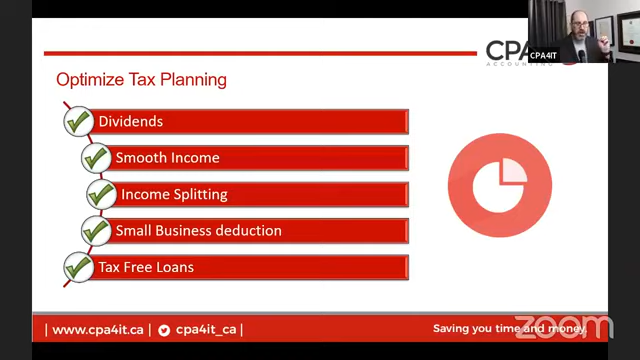 CPA
ACCOUNTING
CPA4IT
Optimize Tax Planning
Dividends
Smooth Income
Income Splitting
Small Business deduction
Tax Free Loans
| www.cpa4it.ca | cpa4it_ca|
Saving you time and money.
zoom